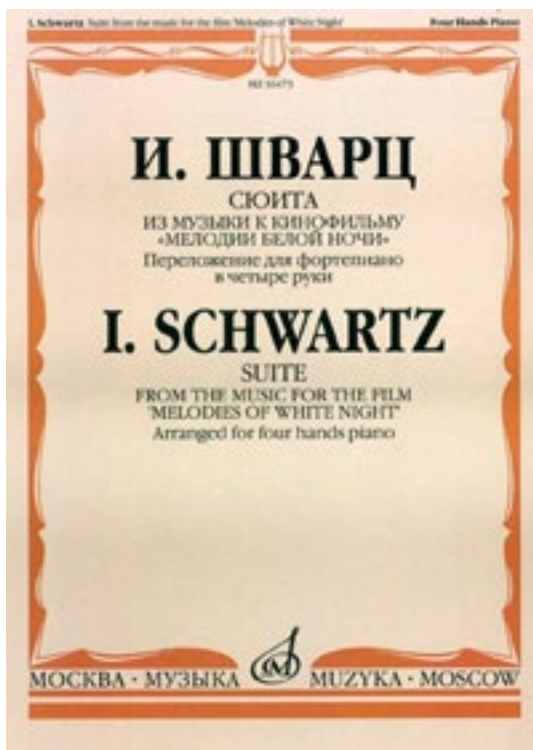 I. Schwartz Suite from the music for the film 'Melodies of White Night' Four Hands Piano
И. ШВАРЦ
СЮИТА
ИЗ МУЗЫКИ К КИНОФИЛЬМУ
«МЕЛОДИИ БЕЛОЙ НОЧИ»
Переложение для фортепиано
в четыре руки
I. SCHWARTZ
SUITE
FROM THE MUSIC FOR THE FILM
'MELODIES OF WHITE NIGHT'
Arranged for four hands piano
МОСКВА · МУЗЫКА MUZYKA · MOSCOW